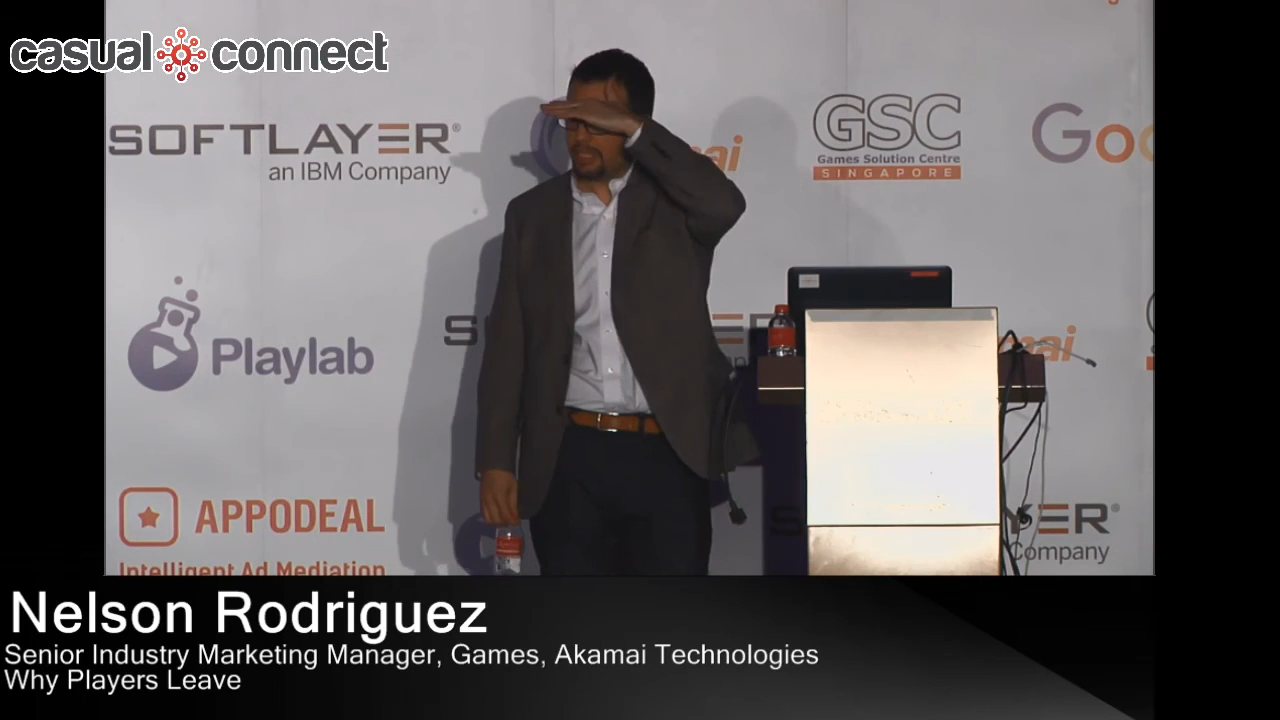 casual connect
SOFTLAYER®
an IBM Company
GSC
Games Solution Centre
SINGAPORE
Playlab
APPODEAL
Intelligent Ad Mediation
Company
Nelson Rodriguez
Senior Industry Marketing Manager, Games, Akamai Technologies
Why Players Leave